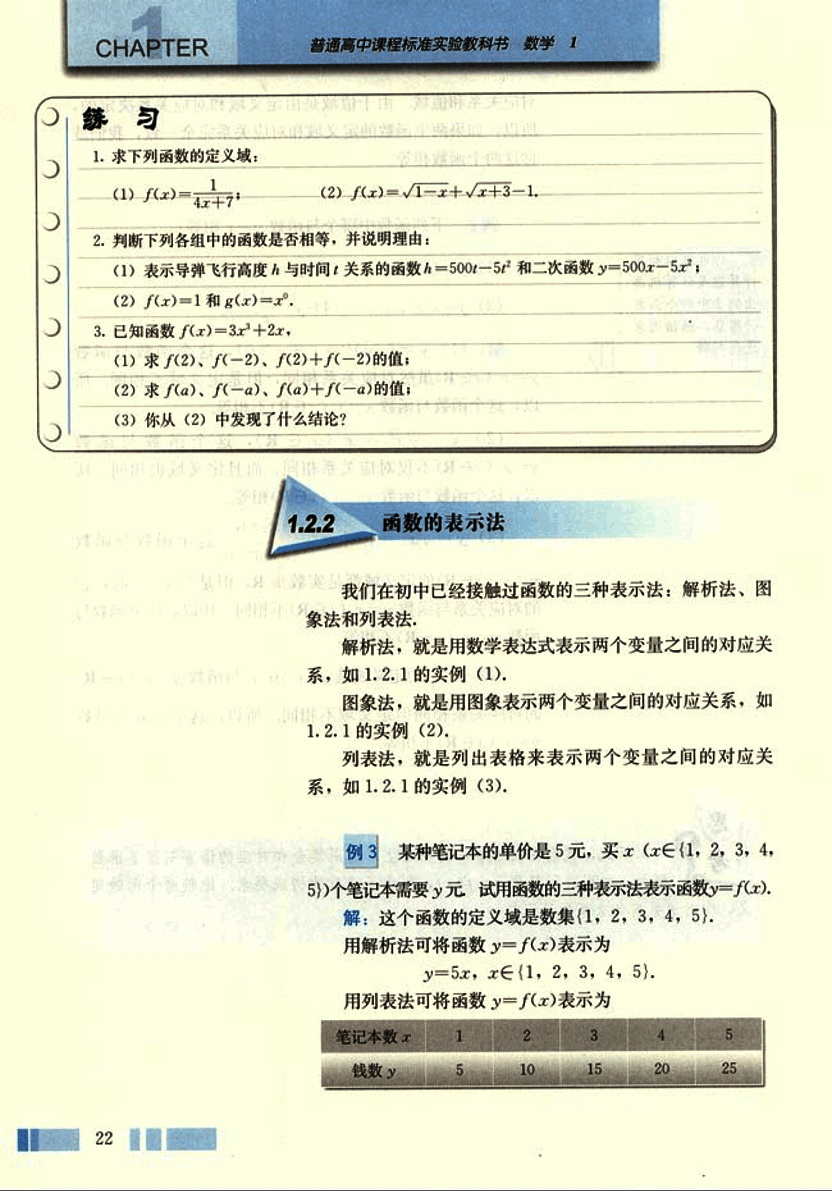 1
CHAPTER
普通高中课程标准实验教科书 数学 1
练 习
1. 求下列函数的定义域：
(1) f(x)=1/(4x+7)； (2) f(x)=√(1-x)+√(x+3)-1.
2. 判断下列各组中的函数是否相等，并说明理由：
(1) 表示导弹飞行高度 h 与时间 t 关系的函数 h=500t-5t² 和二次函数 y=500x-5x²；
(2) f(x)=1 和 g(x)=x⁰.
3. 已知函数 f(x)=3x³+2x，
(1) 求 f(2)、f(-2)、f(2)+f(-2)的值；
(2) 求 f(a)、f(-a)、f(a)+f(-a)的值；
(3) 你从 (2) 中发现了什么结论?
1.2.2 函数的表示法
我们在初中已经接触过函数的三种表示法：解析法、图
象法和列表法.
解析法，就是用数学表达式表示两个变量之间的对应关
系，如 1.2.1 的实例 (1).
图象法，就是用图象表示两个变量之间的对应关系，如
1.2.1 的实例 (2).
列表法，就是列出表格来表示两个变量之间的对应关
系，如 1.2.1 的实例 (3).
例 3 某种笔记本的单价是 5 元，买 x (x∈{1，2，3，4，
5})个笔记本需要 y 元. 试用函数的三种表示法表示函数y=f(x).
解：这个函数的定义域是数集{1，2，3，4，5}.
用解析法可将函数 y=f(x)表示为
y=5x，x∈{1，2，3，4，5}.
用列表法可将函数 y=f(x)表示为
笔记本数 x 1 2 3 4 5
钱数 y 5 10 15 20 25
22